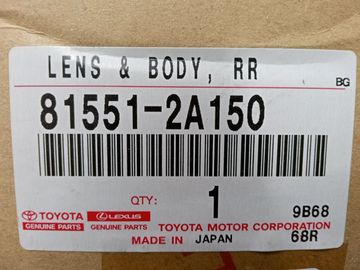 LENS & BODY, RR
BG
81551-2A150
QTY: 1 9B68
TOYOTA LEXUS TOYOTA MOTOR CORPORATION
GENUINE PARTS GENUINE PARTS MADE IN JAPAN 68R